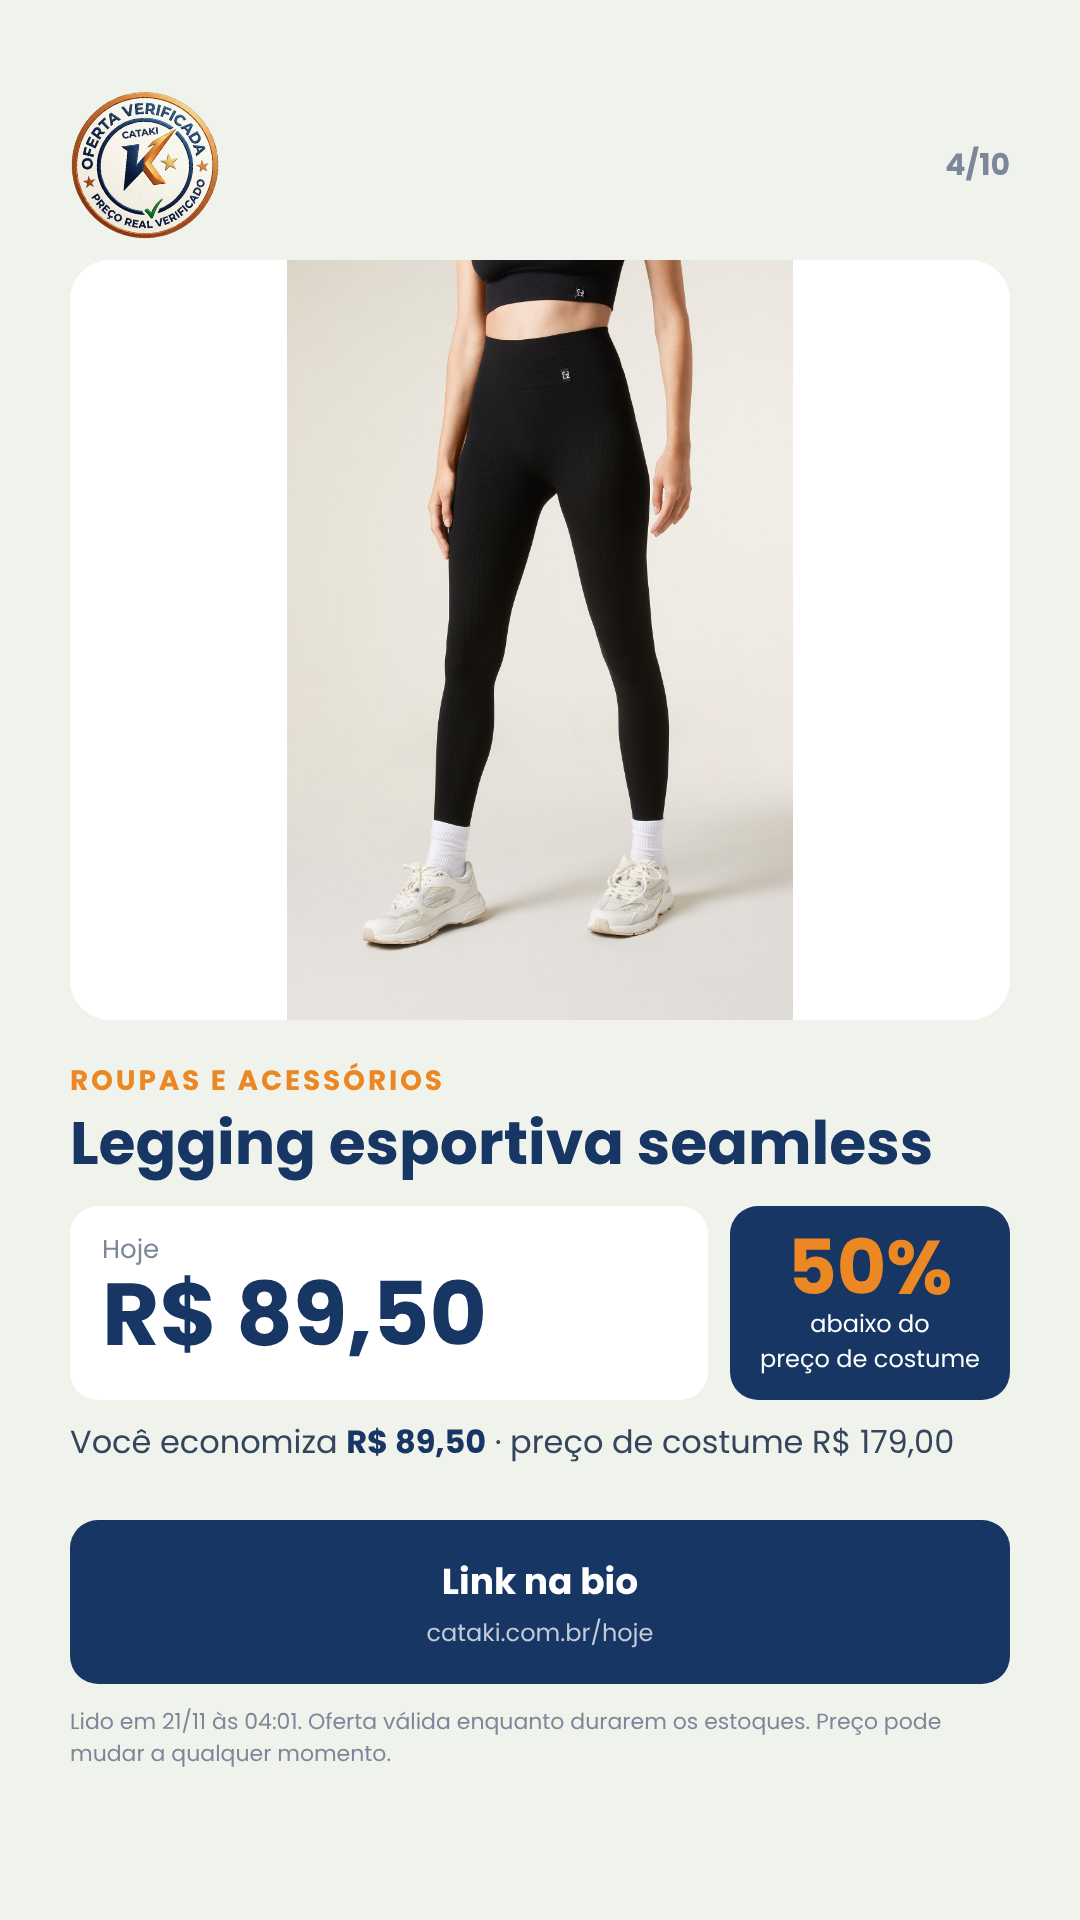 OFERTA VERIFICADA
CATAKI
K
PREÇO REAL VERIFICADO
4/10
ROUPAS E ACESSÓRIOS
Legging esportiva seamless
Hoje
R$ 89,50
50%
abaixo do
preço de costume
Você economiza R$ 89,50 · preço de costume R$ 179,00
Link na bio
cataki.com.br/hoje
Lido em 21/11 às 04:01. Oferta válida enquanto durarem os estoques. Preço pode
mudar a qualquer momento.